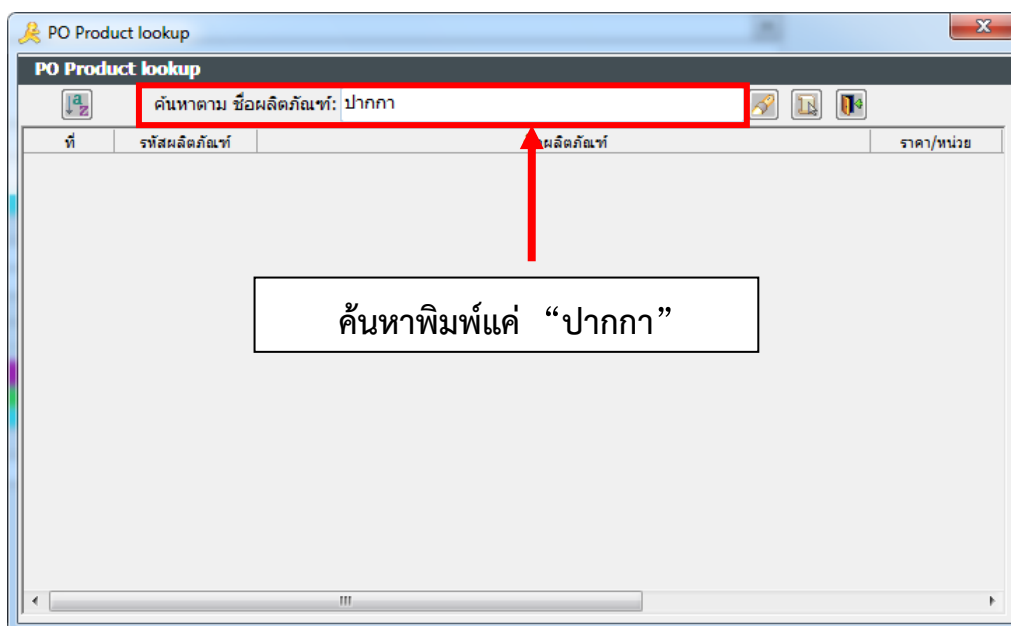 PO Product lookup
PO Product lookup
ค้นหาตาม ชื่อผลิตภัณฑ์: ปากกา
ที่ รหัสผลิตภัณฑ์ ผลิตภัณฑ์ ราคา/หน่วย
ค้นหาพิมพ์แค่ “ปากกา”